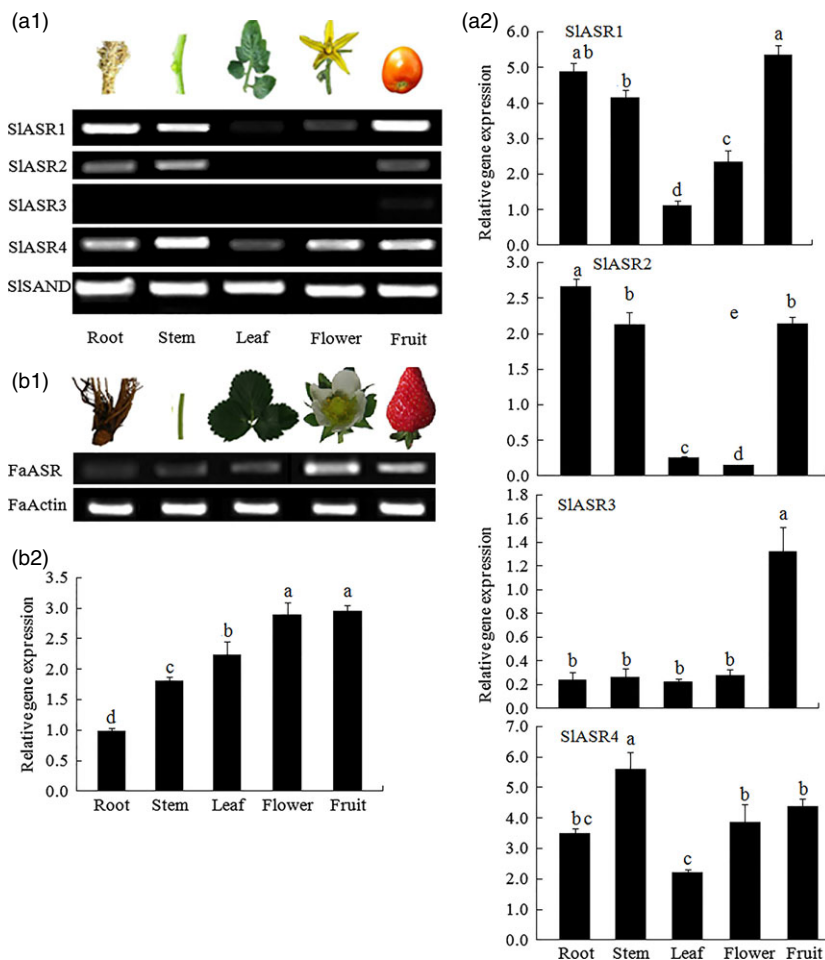 (a1)
SlASR1
SlASR2
SlASR3
SlASR4
SlSAND
Root Stem Leaf Flower Fruit
(b1)
FaASR
FaActin
(b2)
Relative gene expression
3.5
3.0
2.5
2.0
1.5
1.0
0.5
0.0
d c b a a
Root Stem Leaf Flower Fruit
(a2)
SlASR1
Relative gene expression
6.0
5.0
4.0
3.0
2.0
1.0
0.0
ab b d c a
SlASR2
3.0
2.5
2.0
1.5
1.0
0.5
0.0
a b c d e b
SlASR3
Relative gene expression
1.8
1.6
1.4
1.2
1.0
0.8
0.6
0.4
0.2
0.0
b b b b a
SlASR4
7.0
6.0
5.0
4.0
3.0
2.0
1.0
0.0
bc a c b b
Root Stem Leaf Flower Fruit